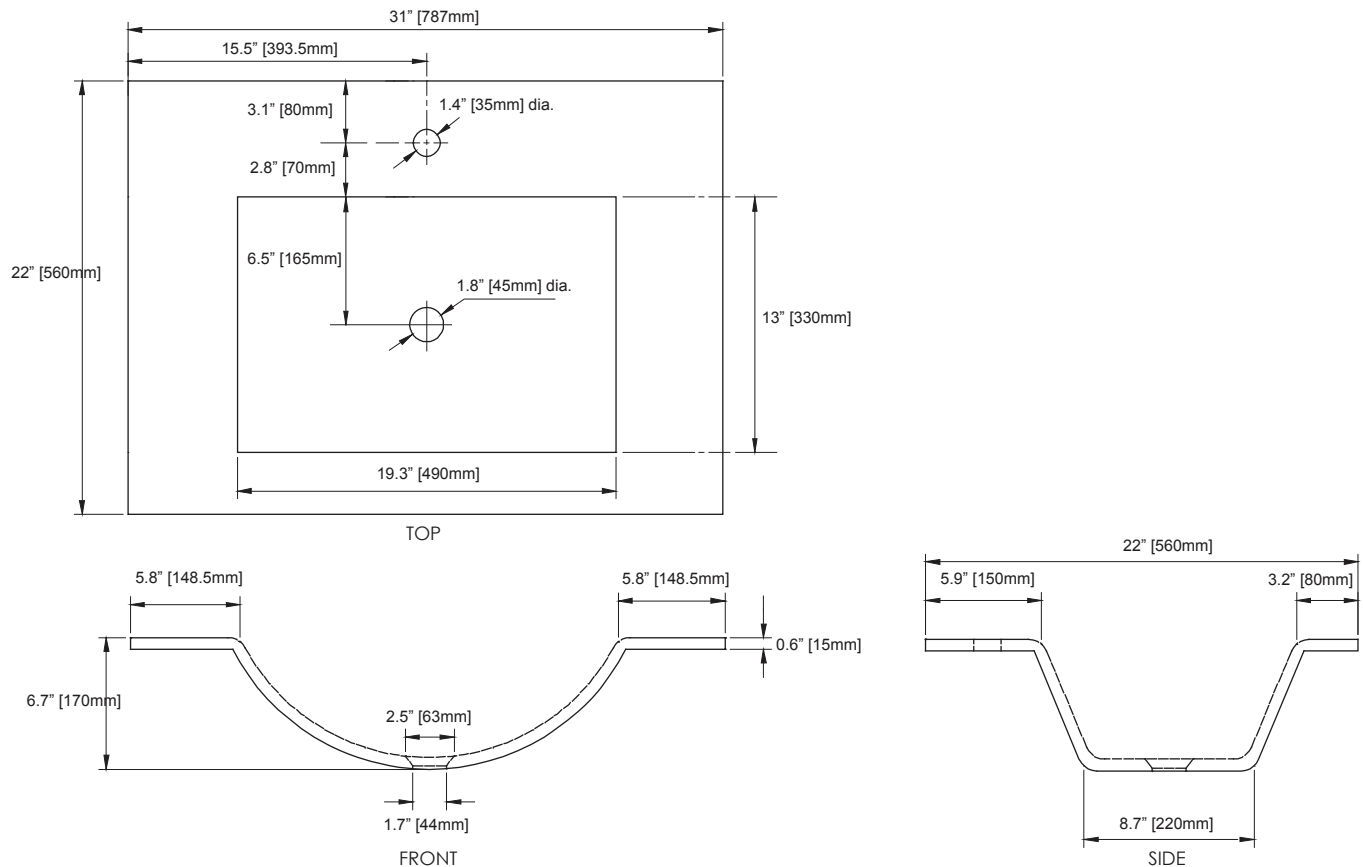 31” [787mm]
15.5” [393.5mm]
3.1” [80mm]
1.4” [35mm] dia.
2.8” [70mm]
6.5” [165mm]
22” [560mm]
1.8” [45mm] dia.
13” [330mm]
19.3” [490mm]
TOP
5.8” [148.5mm]
5.8” [148.5mm]
0.6” [15mm]
6.7” [170mm]
2.5” [63mm]
1.7” [44mm]
FRONT
22” [560mm]
5.9” [150mm]
3.2” [80mm]
8.7” [220mm]
SIDE